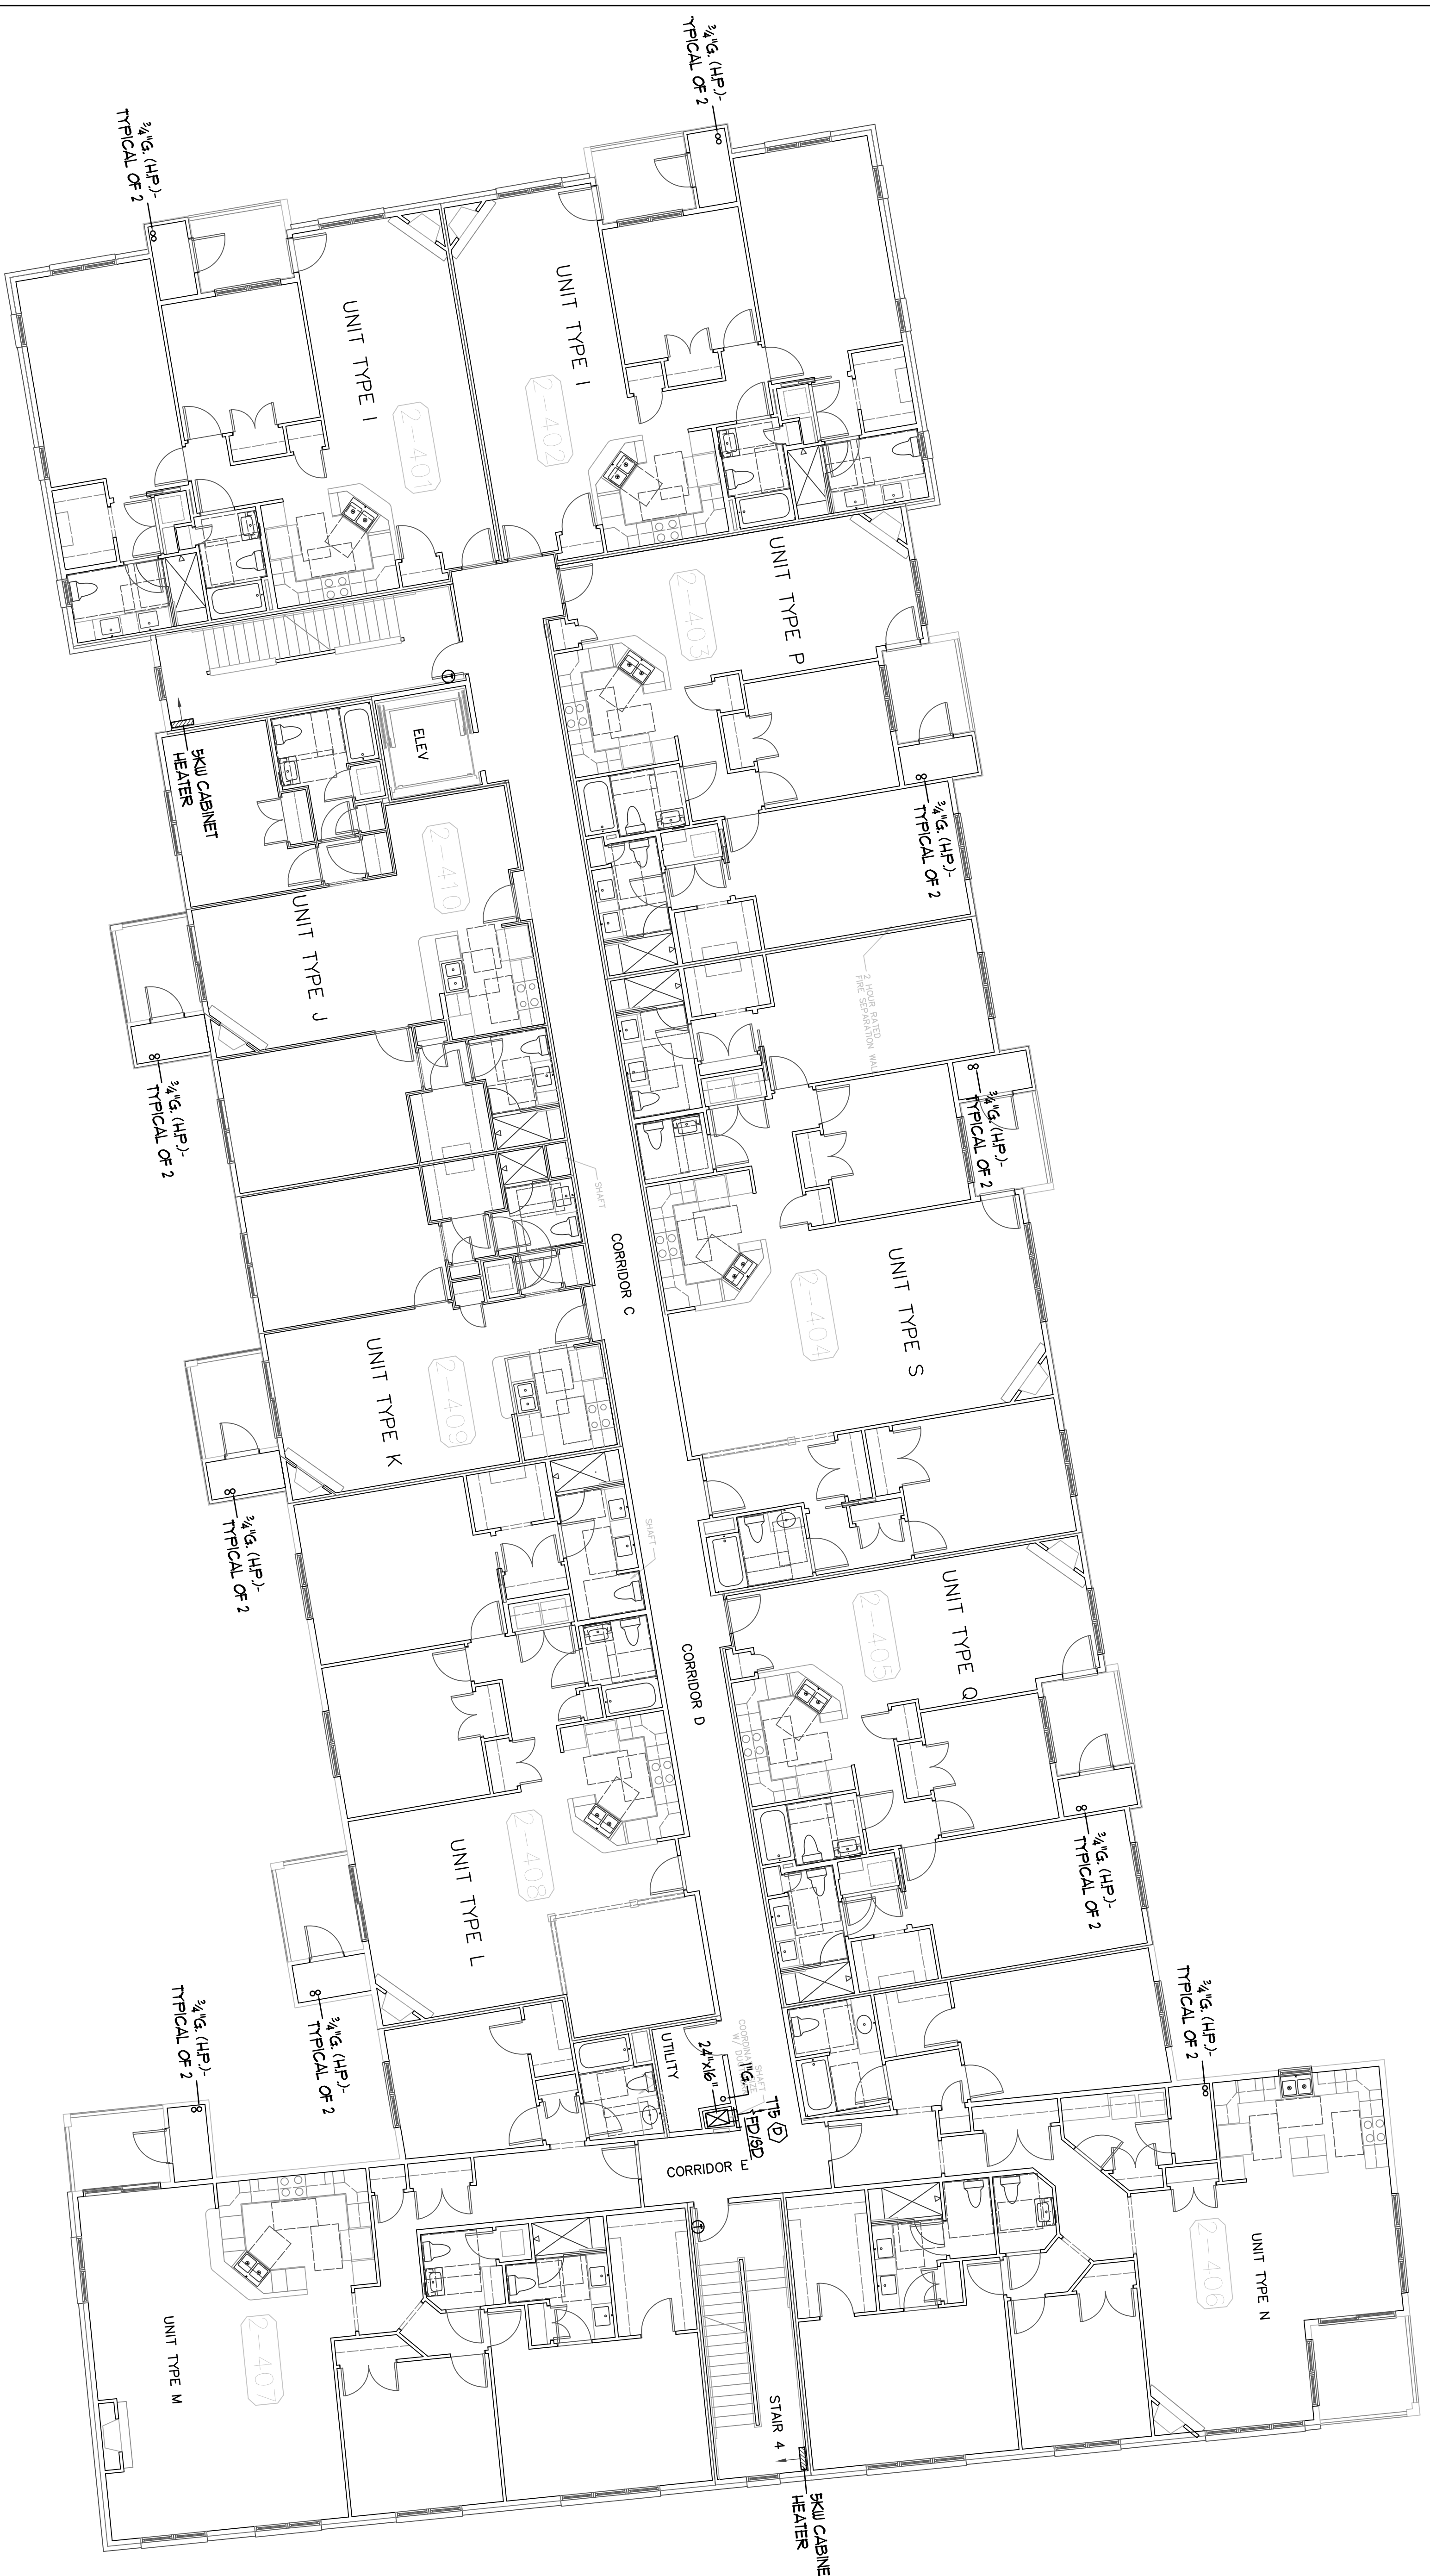 ¾"G. (H.P.)-
TYPICAL OF 2
¾"G. (H.P.)-
TYPICAL OF 2
UNIT TYPE I
2-402
UNIT TYPE I
2-401
UNIT TYPE P
2-403
T
ELEV
5KW CABINET
HEATER
¾"G. (H.P.)-
TYPICAL OF 2
2-410
UNIT TYPE J
2 HOUR RATED
FIRE SEPARATION WALL
¾"G. (H.P.)-
TYPICAL OF 2
¾"G. (H.P.)-
TYPICAL OF 2
SHAFT
CORRIDOR C
UNIT TYPE S
2-404
UNIT TYPE K
2-409
¾"G. (H.P.)-
TYPICAL OF 2
SHAFT
UNIT TYPE Q
2-405
CORRIDOR D
¾"G. (H.P.)-
TYPICAL OF 2
2-408
UNIT TYPE L
¾"G. (H.P.)-
TYPICAL OF 2
¾"G. (H.P.)-
TYPICAL OF 2
¾"G. (H.P.)-
TYPICAL OF 2
UTILITY
24"x16"
1"G.
SHAFT
775 D
FD/SD
CORRIDOR E
T
UNIT TYPE N
2-406
UNIT TYPE M
2-407
STAIR 4
5KW CABINE
HEATER